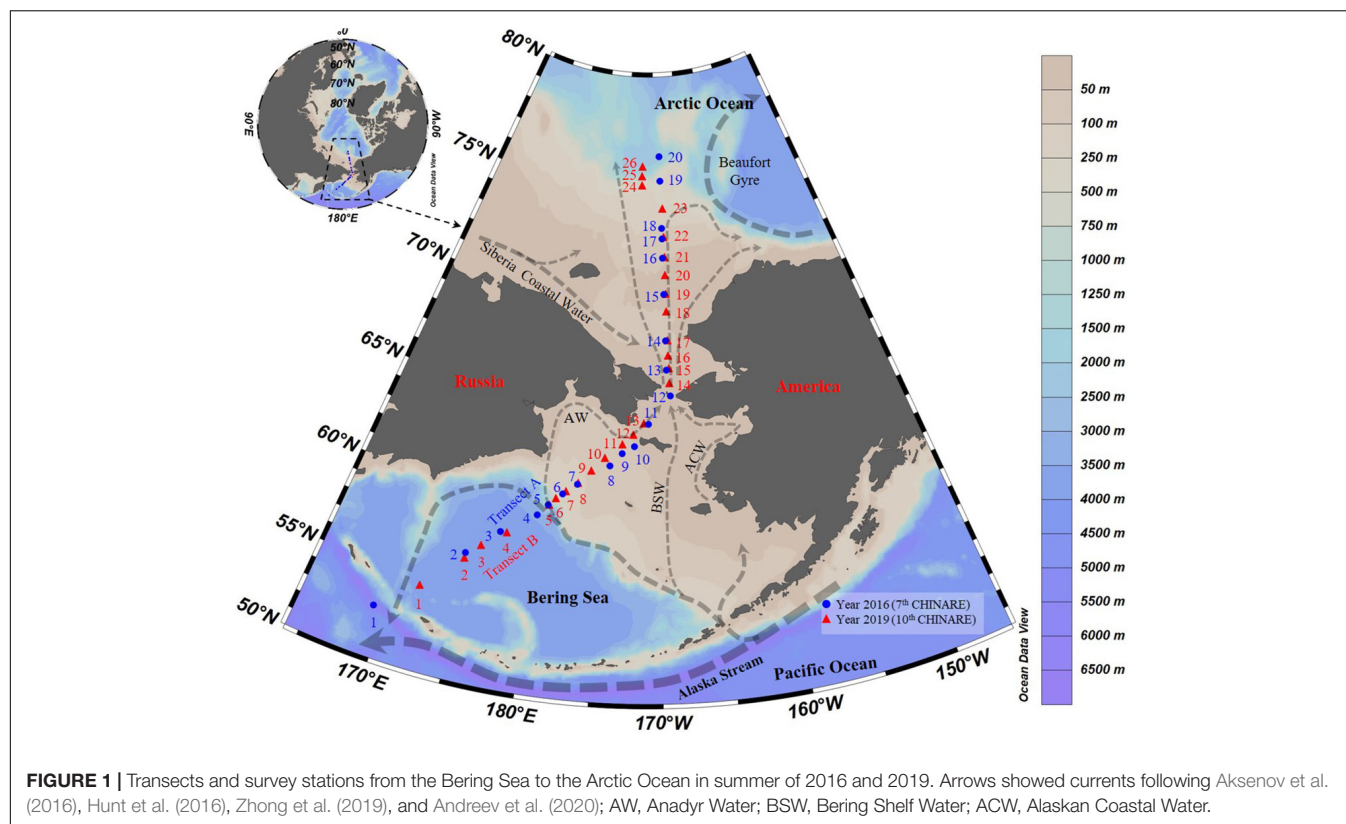 0°
50°N
60°N
70°N
80°N
90°E
90°W
180°E
Ocean Data View
80°N
75°N
70°N
65°N
60°N
55°N
50°N
170°E
180°E
170°W
160°W
150°W
Arctic Ocean
Beaufort
Gyre
Siberia Coastal Water
Russia
America
AW
BSW
ACW
Transect A
Transect B
Bering Sea
Alaska Stream
Pacific Ocean
20
19
18
17
16
15
14
13
12
11
10
9
8
7
6
5
4
3
2
1
26
25
24
23
22
21
20
19
18
17
16
15
14
13
12
11
10
9
8
7
6
5
4
3
2
1
Year 2016 (7th CHINARE)
Year 2019 (10th CHINARE)
Ocean Data View
50 m
100 m
250 m
500 m
750 m
1000 m
1250 m
1500 m
2000 m
2500 m
3000 m
3500 m
4000 m
4500 m
5000 m
5500 m
6000 m
6500 m
FIGURE 1 | Transects and survey stations from the Bering Sea to the Arctic Ocean in summer of 2016 and 2019. Arrows showed currents following Aksenov et al.
(2016), Hunt et al. (2016), Zhong et al. (2019), and Andreev et al. (2020); AW, Anadyr Water; BSW, Bering Shelf Water; ACW, Alaskan Coastal Water.